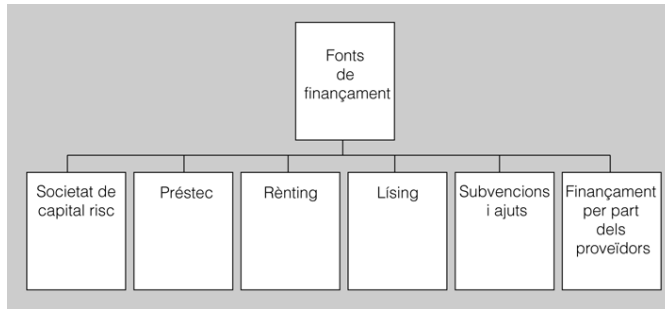 Fonts
de
finançament
Societat de
capital risc
Préstec
Rènting
Lísing
Subvencions
i ajuts
Finançament
per part
dels
proveïdors